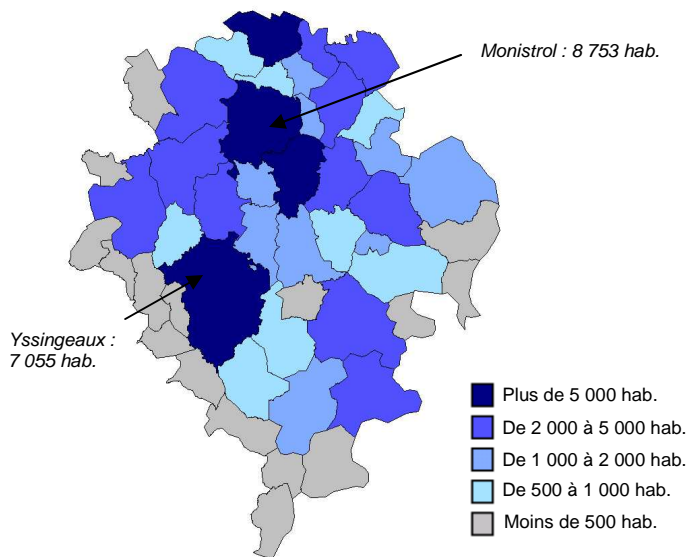 Monistrol : 8 753 hab.
Yssingeaux :
7 055 hab.
Plus de 5 000 hab.
De 2 000 à 5 000 hab.
De 1 000 à 2 000 hab.
De 500 à 1 000 hab.
Moins de 500 hab.